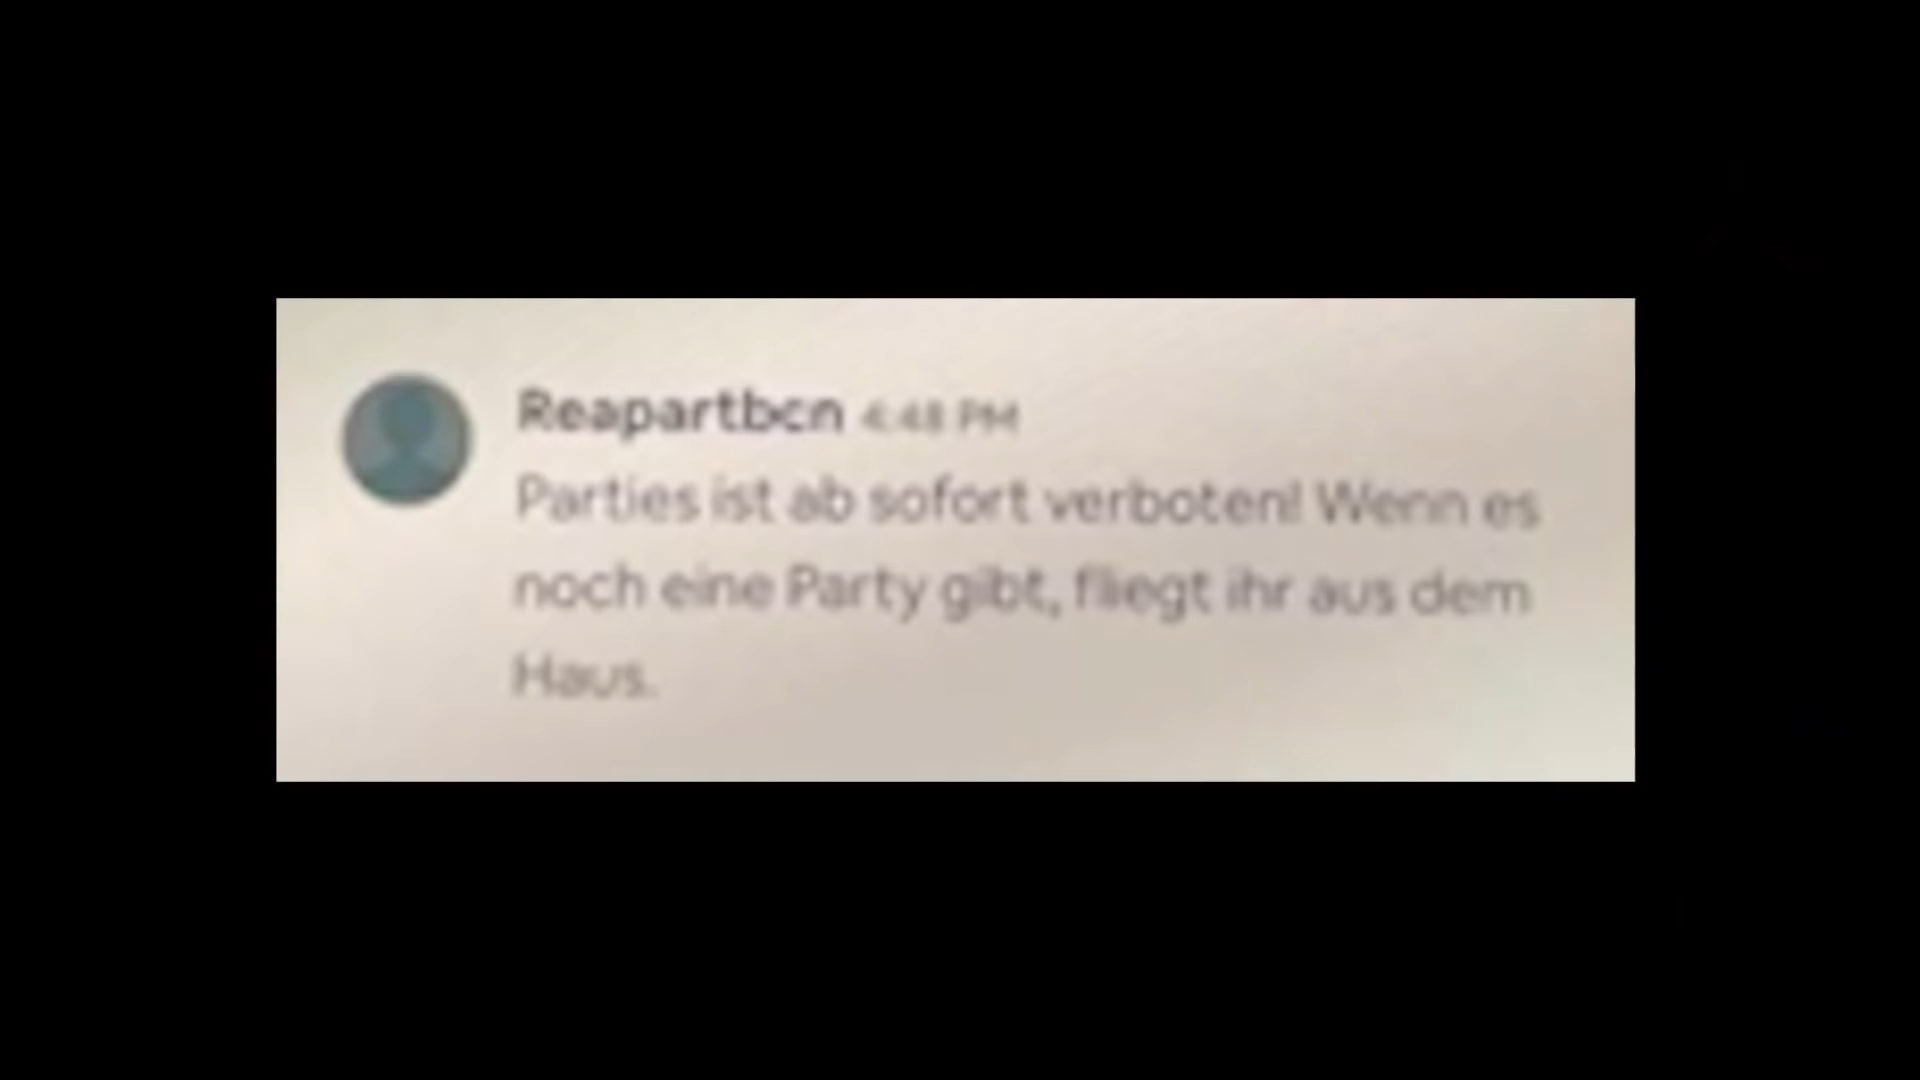 Reapartbcn 4:48 PM
Parties ist ab sofort verboten! Wenn es
noch eine Party gibt, fliegt ihr aus dem
Haus.